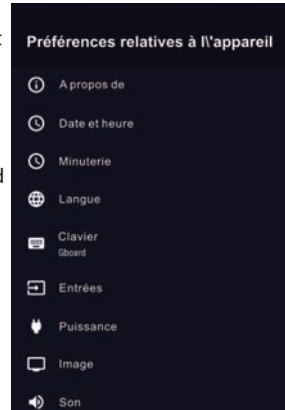 Préférences relatives à l\'appareil
A propos de
Date et heure
Minuterie
Langue
Clavier
Gboard
Entrées
Puissance
Image
Son